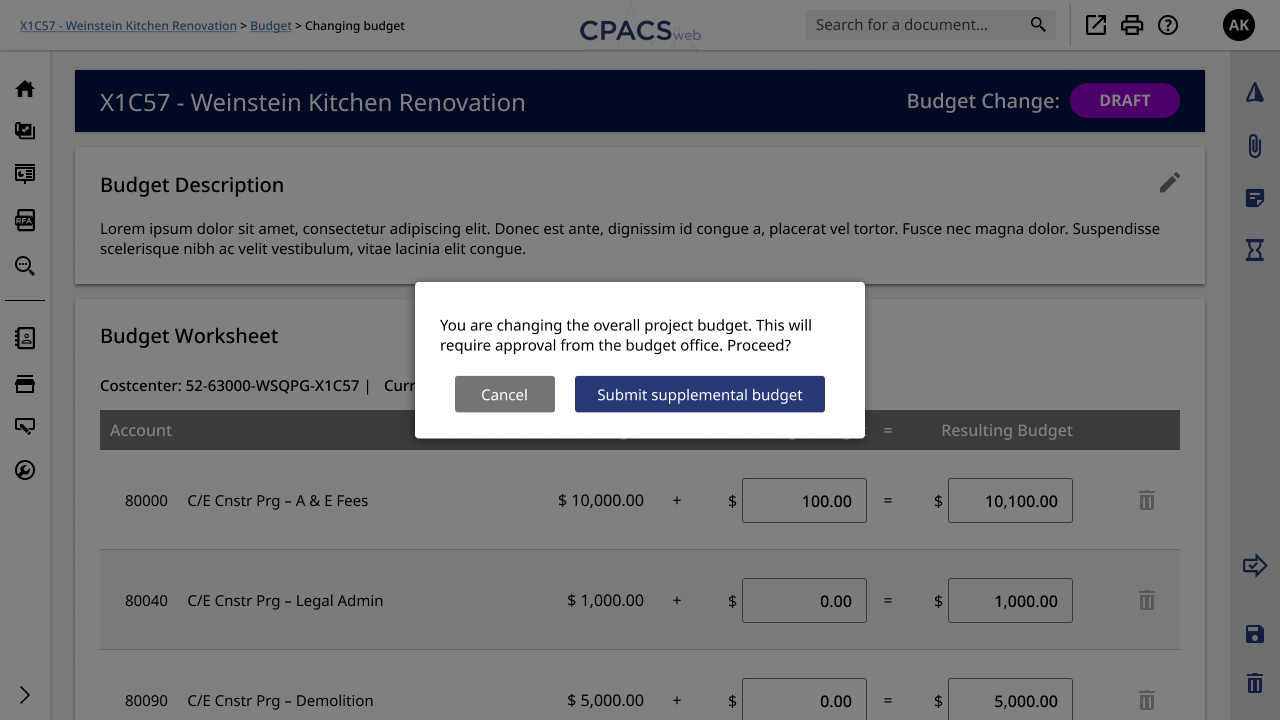 X1C57 - Weinstein Kitchen Renovation > Budget > Changing budget
CPACSweb
Search for a document...
AK
X1C57 - Weinstein Kitchen Renovation
Budget Change: DRAFT
Budget Description
Lorem ipsum dolor sit amet, consectetur adipiscing elit. Donec est ante, dignissim id congue a, placerat vel tortor. Fusce nec magna dolor. Suspendisse
scelerisque nibh ac velit vestibulum, vitae lacinia elit congue.
RFA
You are changing the overall project budget. This will
require approval from the budget office. Proceed?
Cancel
Submit supplemental budget
Budget Worksheet
Costcenter: 52-63000-WSQPG-X1C57 |
Account = Resulting Budget
80000 C/E Cnstr Prg – A & E Fees $ 10,000.00 + $ 100.00 = $ 10,100.00
80040 C/E Cnstr Prg – Legal Admin $ 1,000.00 + $ 0.00 = $ 1,000.00
80090 C/E Cnstr Prg – Demolition $ 5,000.00 + $ 0.00 = $ 5,000.00